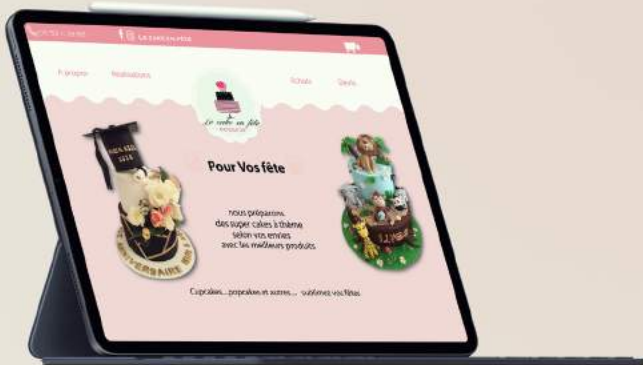 LE CAKE EN FÊTE
A propos
Réalisations
Devis
Le cake en fête
Pour Vos fête
nous préparons
des super cakes à thème
selon vos envies
avec les meilleurs produits
ANNIVERSAIRE
Cupcakes....popcakes et autres.... sublimez vos fêtes